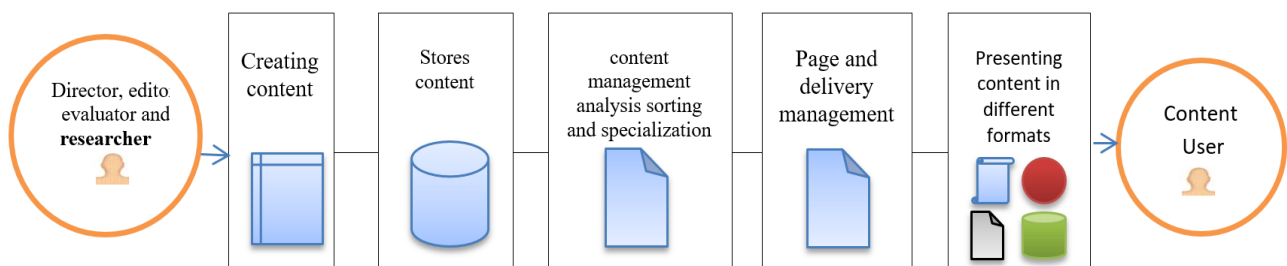 Director, edito
evaluator and
researcher
Creating
content
Stores
content
content
management
analysis sorting
and specialization
Page and
delivery
management
Presenting
content in
different
formats
Content
User